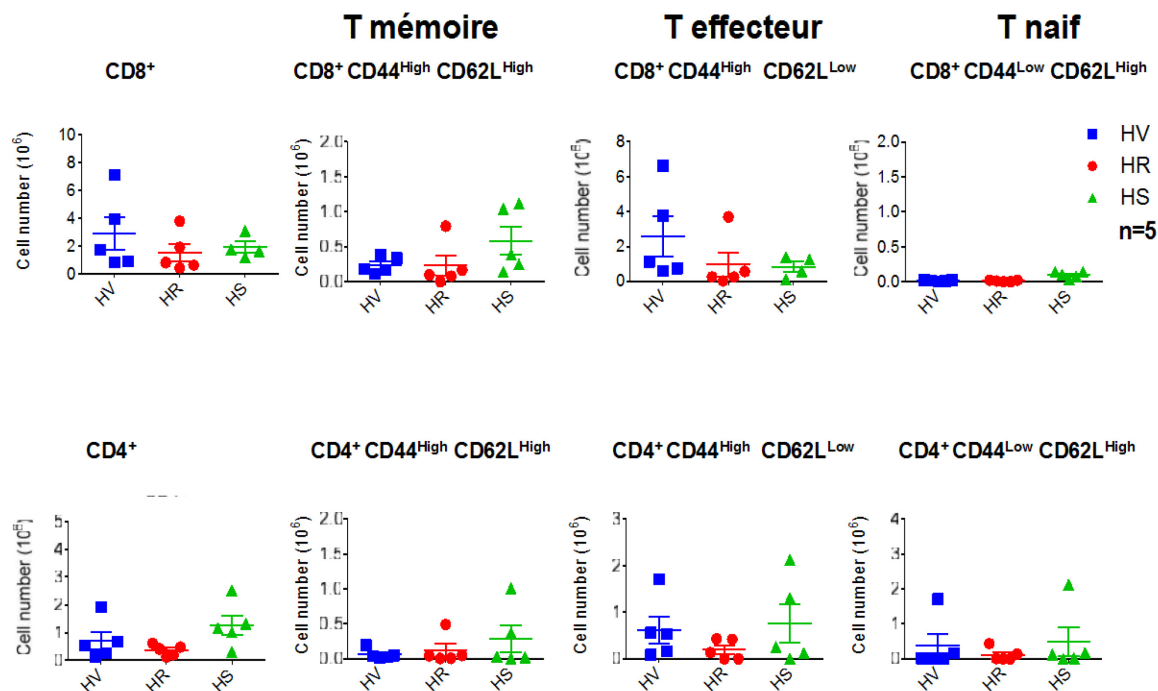 T mémoire
T effecteur
T naif
CD8+
CD8+ CD44High CD62LHigh
CD8+ CD44High CD62LLow
CD8+ CD44Low CD62LHigh
Cell number (10⁶)
10
8
6
4
2
0
HV
HR
HS
Cell number (10⁶)
2.0
1.5
1.0
0.5
0.0
HV
HR
HS
Cell number
8
6
4
2
0
HV
HR
HS
Cell number
2.0
1.5
1.0
0.5
0.0
HV
HR
HS
HV
HR
HS
n=5
CD4+
CD4+ CD44High CD62LHigh
CD4+ CD44High CD62LLow
CD4+ CD44Low CD62LHigh
Cell number
5
4
3
2
1
0
HV
HR
HS
Cell number (10⁶)
2.0
1.5
1.0
0.5
0.0
HV
HR
HS
Cell number (10⁶)
3
2
1
0
HV
HR
HS
Cell number (10⁶)
4
3
2
1
0
HV
HR
HS